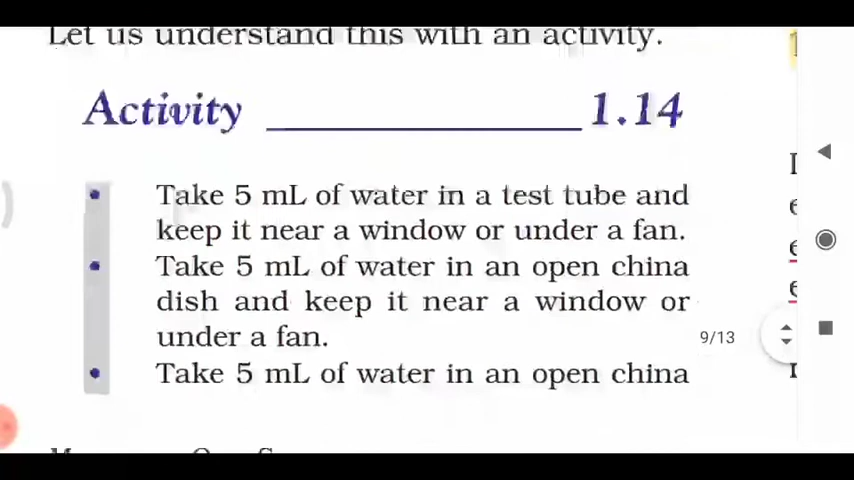 Let us understand this with an activity.
Activity 1.14
• Take 5 mL of water in a test tube and
keep it near a window or under a fan.
• Take 5 mL of water in an open china
dish and keep it near a window or
under a fan.
9/13
• Take 5 mL of water in an open china